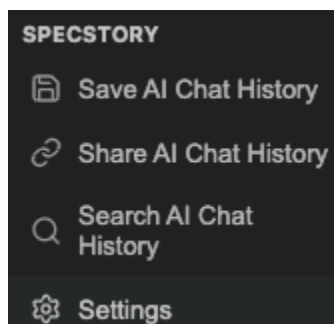 SPECSTORY
Save AI Chat History
Share AI Chat History
Search AI Chat
History
Settings